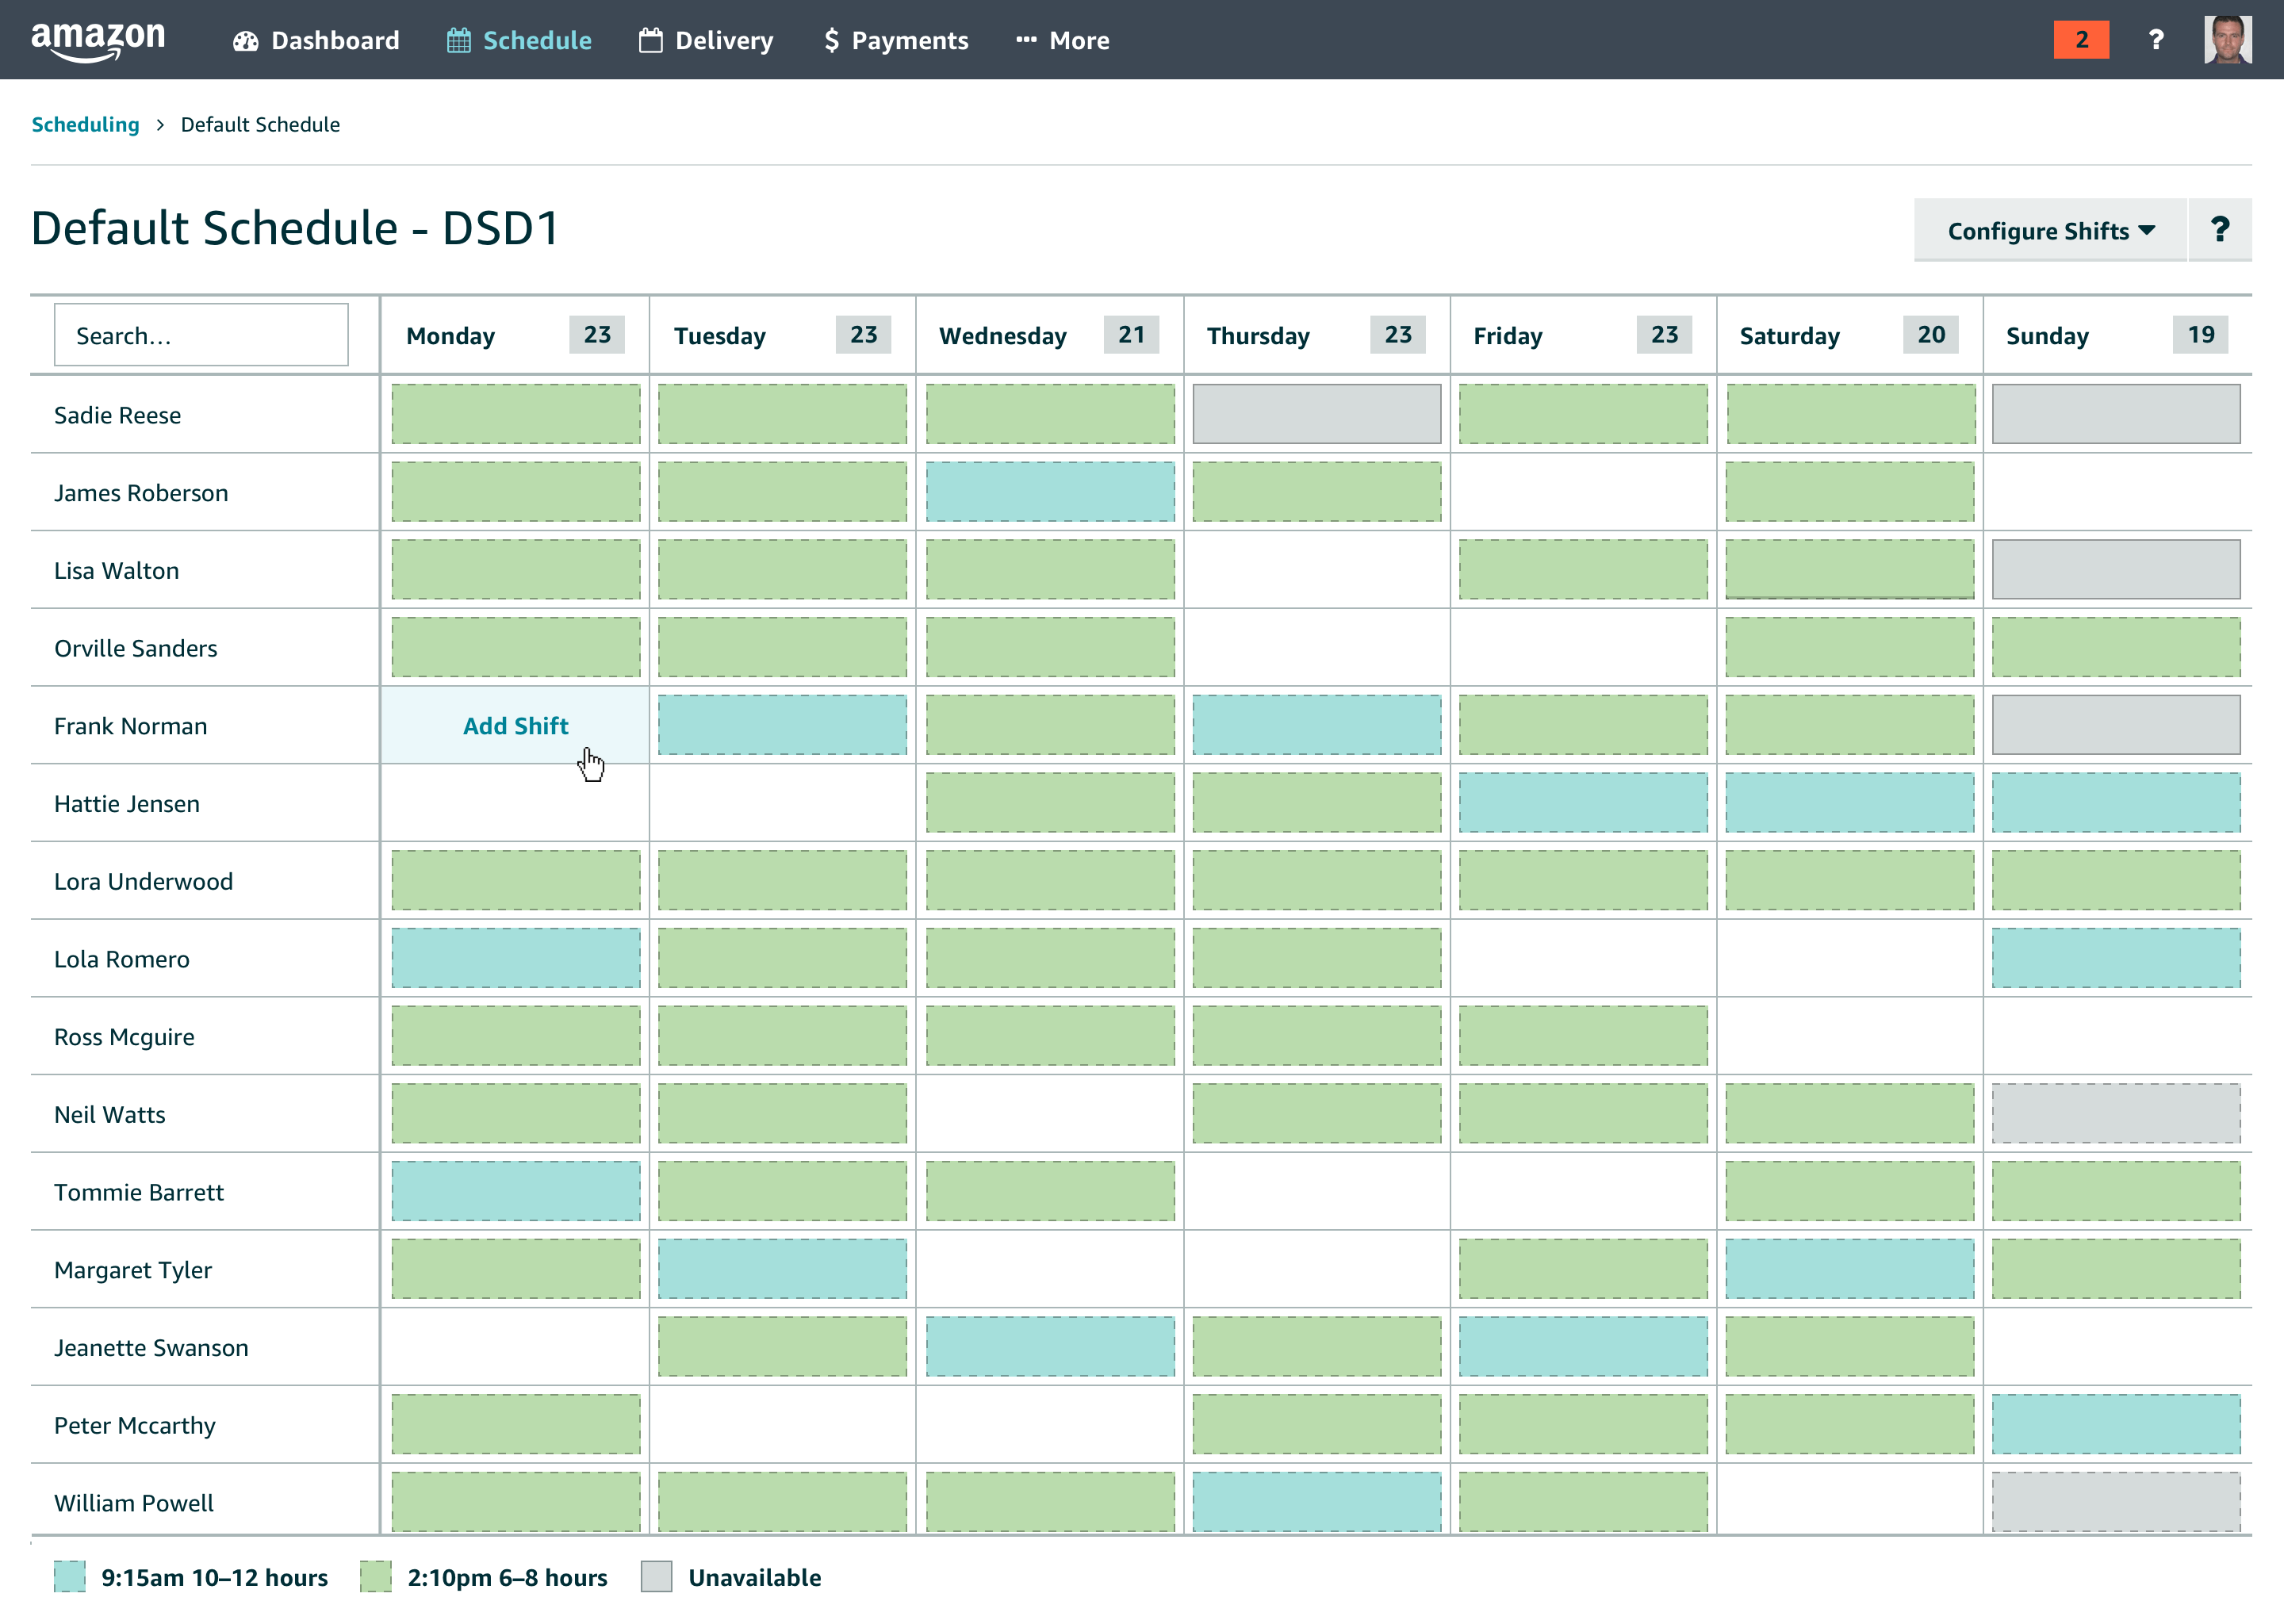 amazon Dashboard Schedule Delivery $ Payments ··· More 2 ?
Scheduling > Default Schedule
Default Schedule - DSD1
Configure Shifts ?
Search... Monday 23 Tuesday 23 Wednesday 21 Thursday 23 Friday 23 Saturday 20 Sunday 19
Sadie Reese
James Roberson
Lisa Walton
Orville Sanders
Frank Norman Add Shift
Hattie Jensen
Lora Underwood
Lola Romero
Ross Mcguire
Neil Watts
Tommie Barrett
Margaret Tyler
Jeanette Swanson
Peter Mccarthy
William Powell
9:15am 10–12 hours 2:10pm 6–8 hours Unavailable